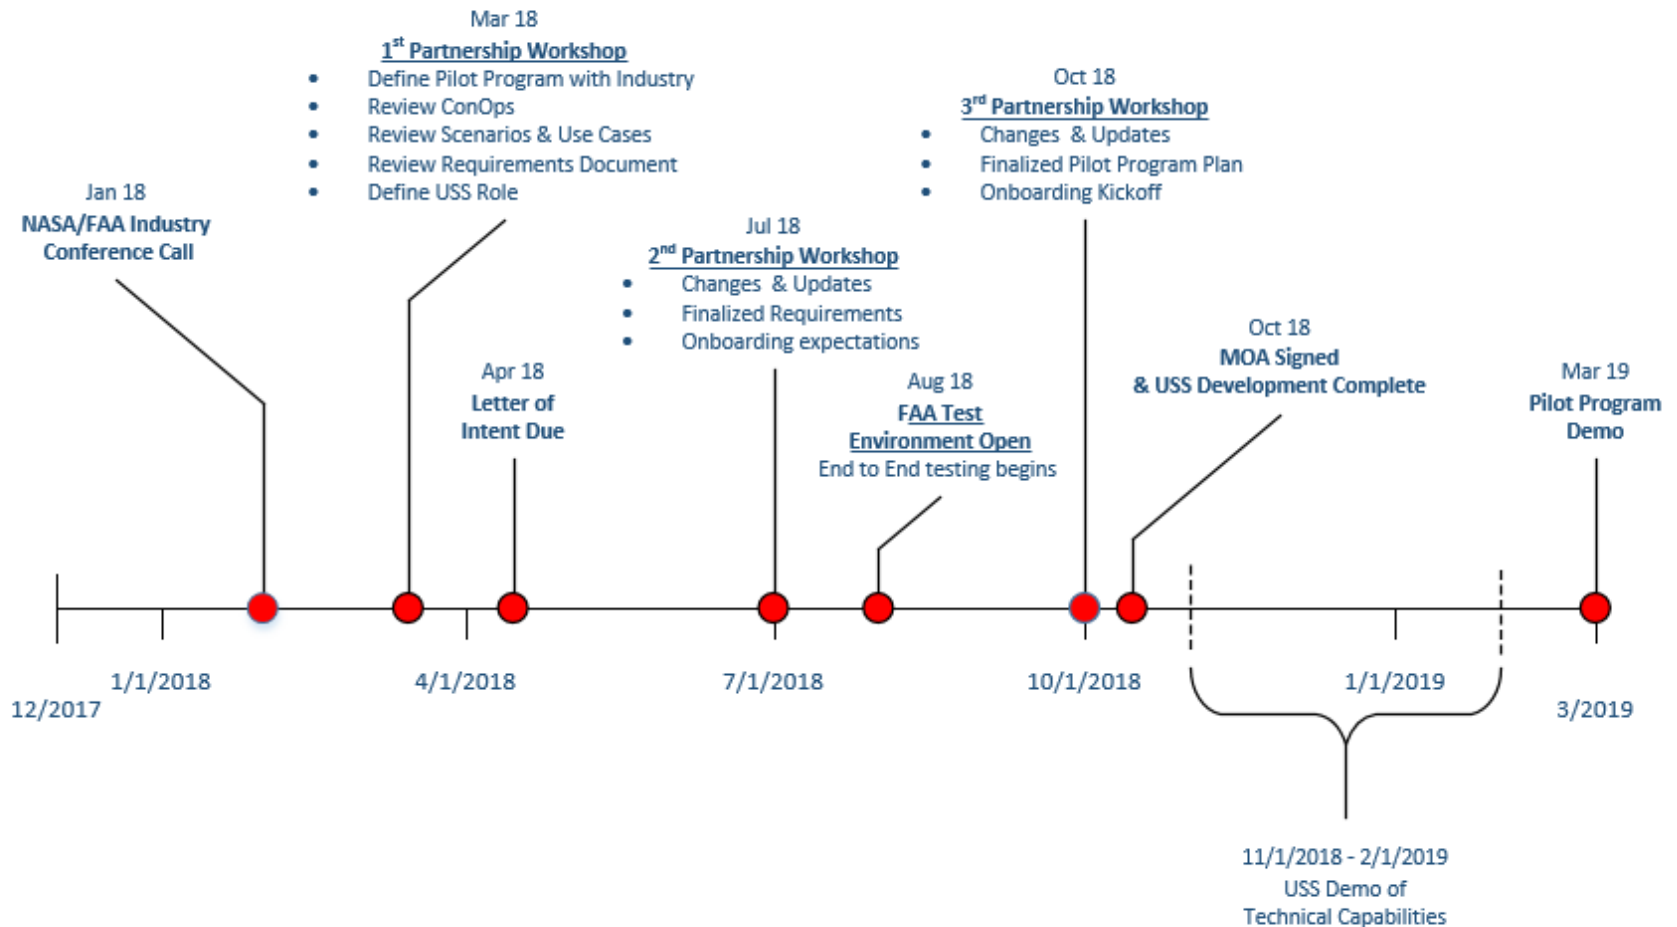 Mar 18
1st Partnership Workshop
• Define Pilot Program with Industry
• Review ConOps
• Review Scenarios & Use Cases
• Review Requirements Document
• Define USS Role
Oct 18
3rd Partnership Workshop
• Changes & Updates
• Finalized Pilot Program Plan
• Onboarding Kickoff
Jan 18
NASA/FAA Industry
Conference Call
Jul 18
2nd Partnership Workshop
• Changes & Updates
• Finalized Requirements
• Onboarding expectations
Apr 18
Letter of
Intent Due
Aug 18
FAA Test
Environment Open
End to End testing begins
Oct 18
MOA Signed
& USS Development Complete
Mar 19
Pilot Program
Demo
12/2017
1/1/2018
4/1/2018
7/1/2018
10/1/2018
1/1/2019
3/2019
11/1/2018 - 2/1/2019
USS Demo of
Technical Capabilities